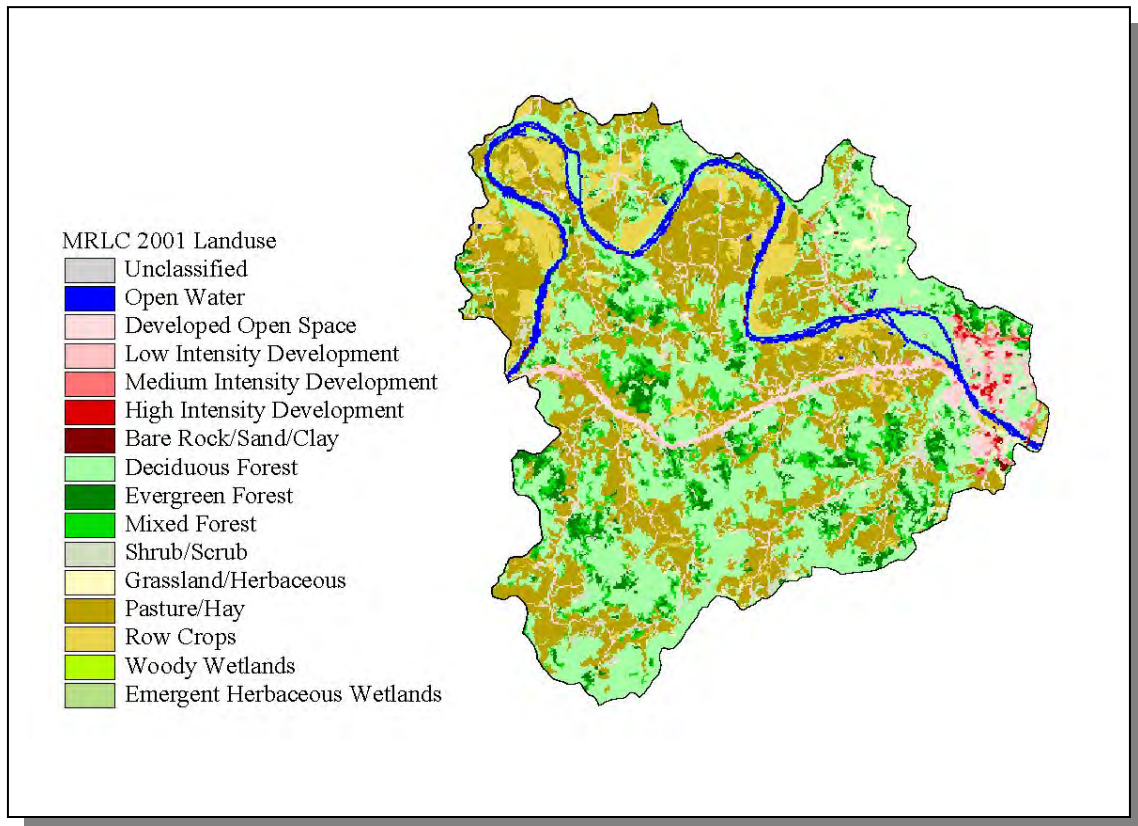 MRLC 2001 Landuse
Unclassified
Open Water
Developed Open Space
Low Intensity Development
Medium Intensity Development
High Intensity Development
Bare Rock/Sand/Clay
Deciduous Forest
Evergreen Forest
Mixed Forest
Shrub/Scrub
Grassland/Herbaceous
Pasture/Hay
Row Crops
Woody Wetlands
Emergent Herbaceous Wetlands